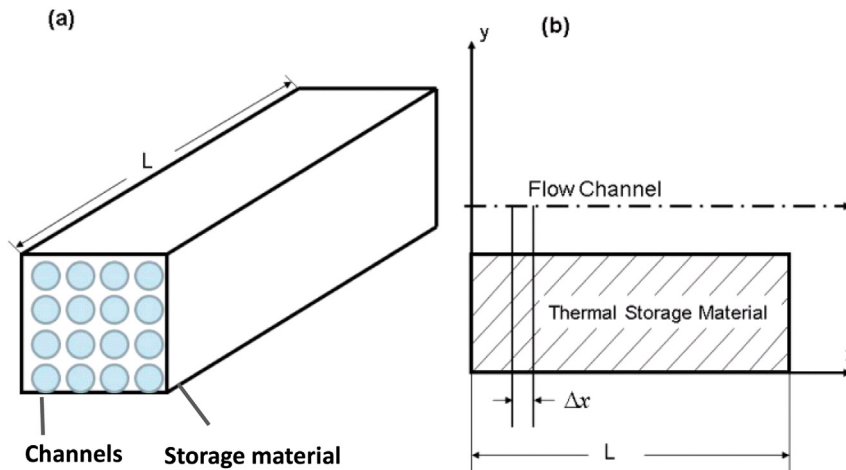 (a)
L
Channels
Storage material
(b)
y
Flow Channel
Thermal Storage Material
Δx
L